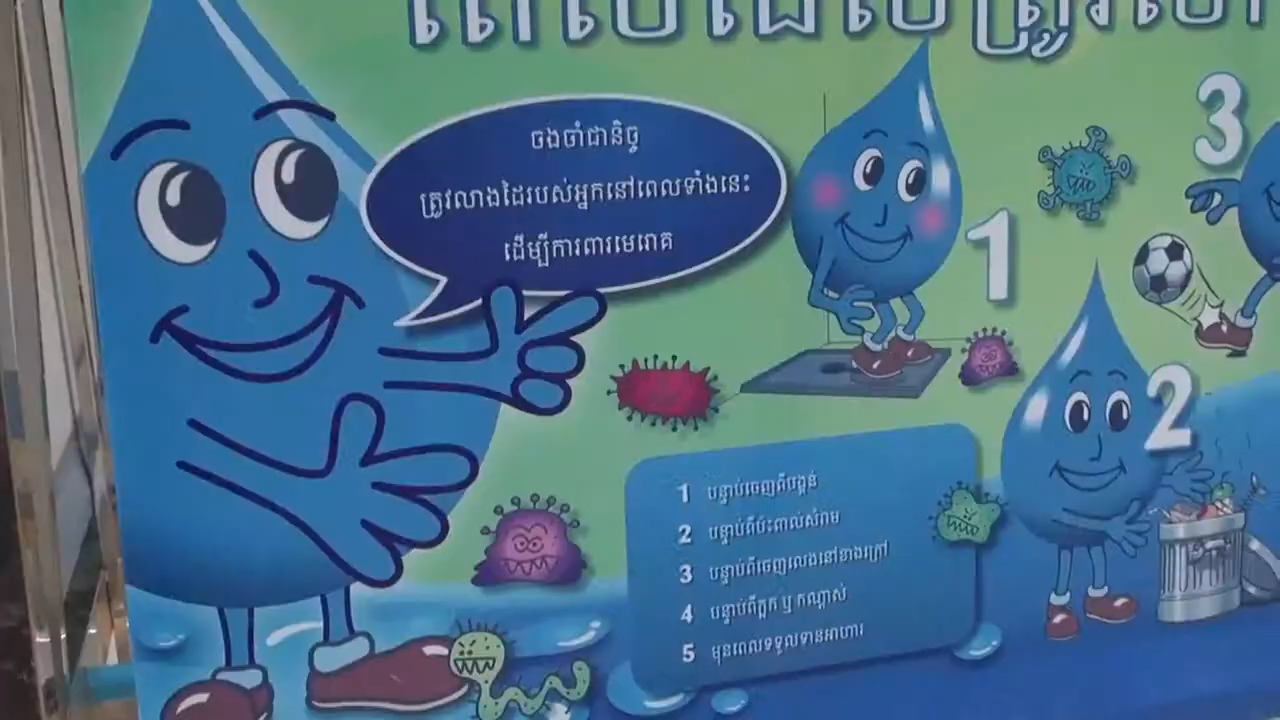 ចងចាំជានិច្ច
ត្រូវលាងដៃរបស់អ្នកនៅពេលទាំងនេះ
ដើម្បីការពារមេរោគ
1
2
3
1 បន្ទាប់ចេញពីបង្គន់
2 បន្ទាប់ពីប៉ះពាល់សំរាម
3 បន្ទាប់ពីចេញលេងនៅខាងក្រៅ
4 បន្ទាប់ពីក្អក ឬ កណ្តាស់
5 មុនពេលទទួលទានអាហារ